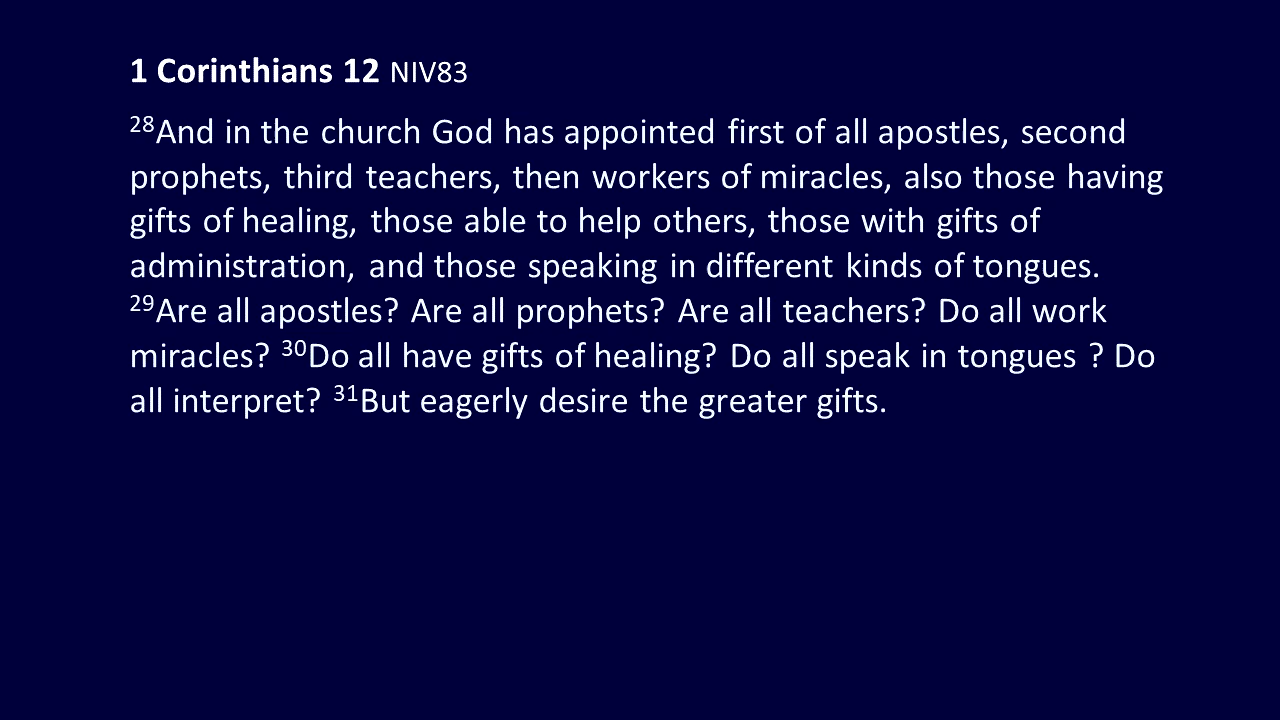 1 Corinthians 12 NIV83
28And in the church God has appointed first of all apostles, second
prophets, third teachers, then workers of miracles, also those having
gifts of healing, those able to help others, those with gifts of
administration, and those speaking in different kinds of tongues.
29Are all apostles? Are all prophets? Are all teachers? Do all work
miracles? 30Do all have gifts of healing? Do all speak in tongues ? Do
all interpret? 31But eagerly desire the greater gifts.